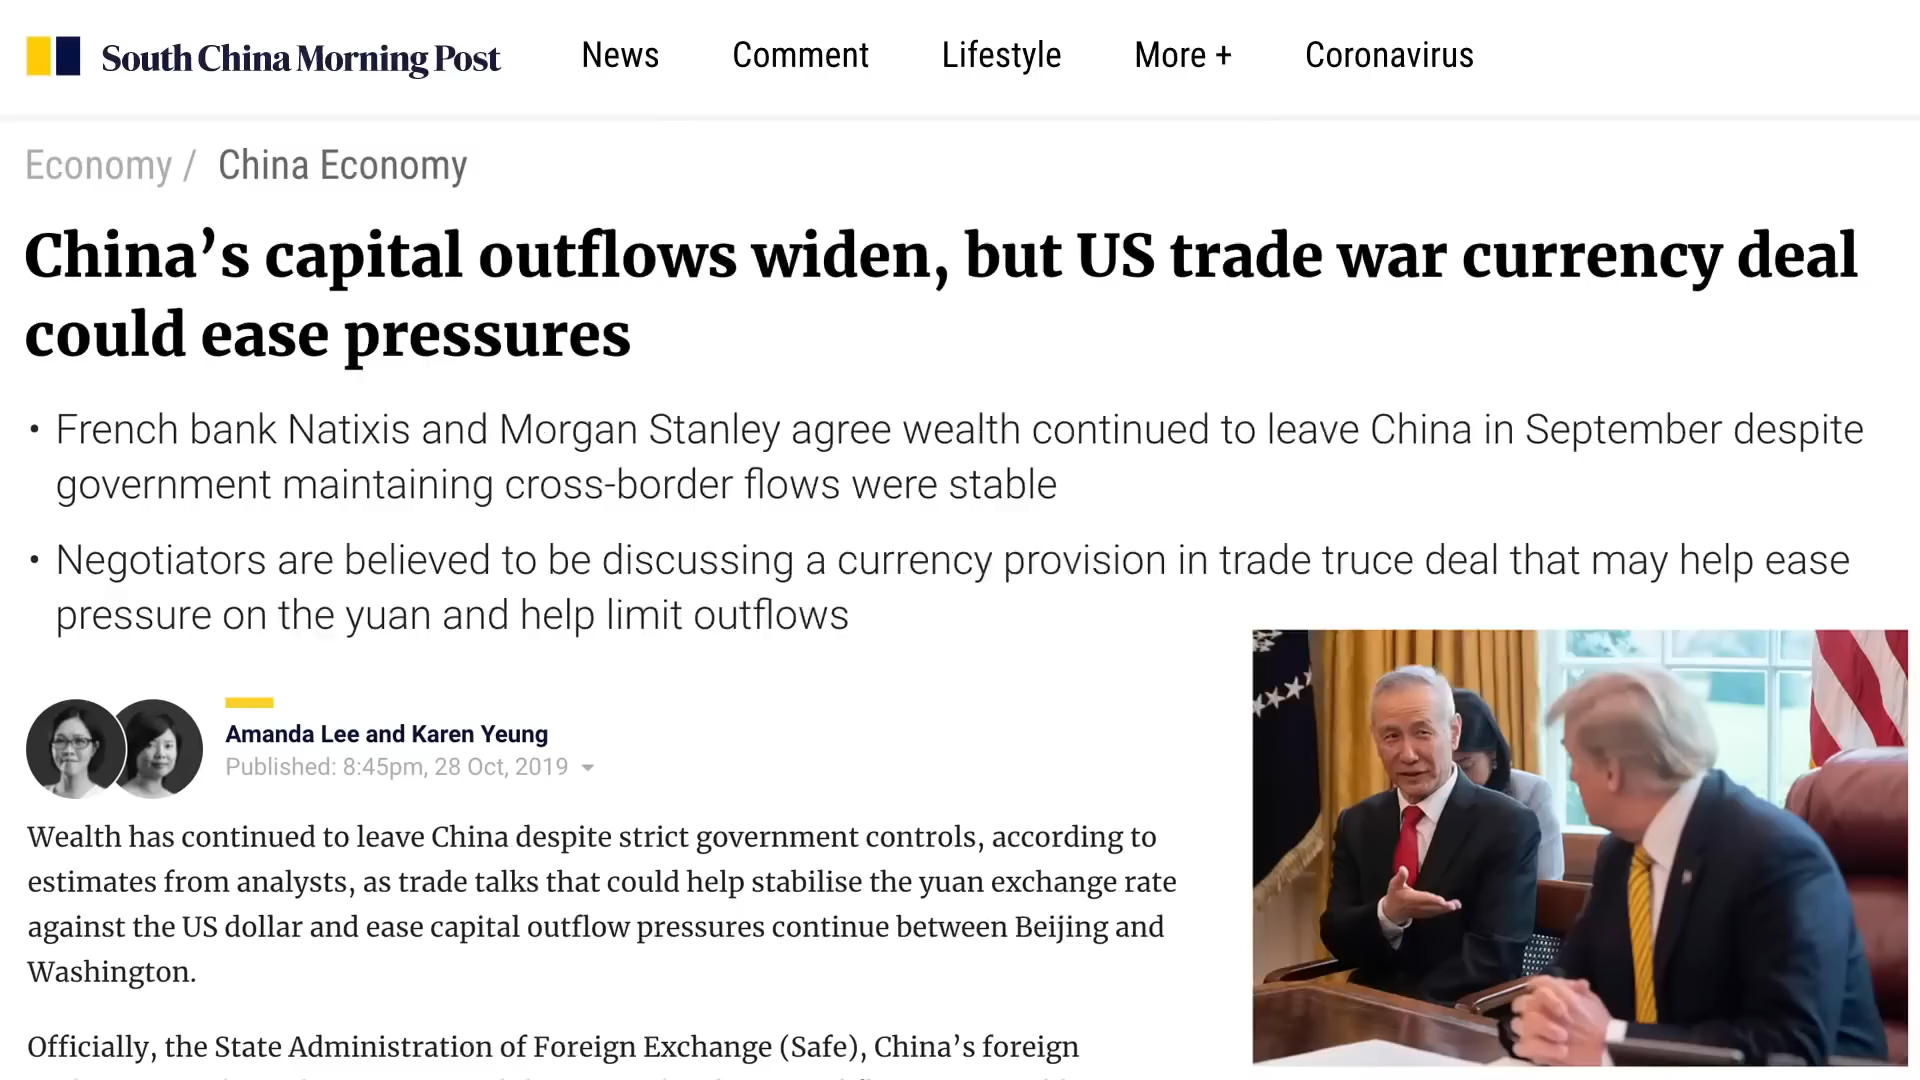 South China Morning Post
News Comment Lifestyle More + Coronavirus
Economy / China Economy
China’s capital outflows widen, but US trade war currency deal
could ease pressures
• French bank Natixis and Morgan Stanley agree wealth continued to leave China in September despite
government maintaining cross-border flows were stable
• Negotiators are believed to be discussing a currency provision in trade truce deal that may help ease
pressure on the yuan and help limit outflows
Amanda Lee and Karen Yeung
Published: 8:45pm, 28 Oct, 2019
Wealth has continued to leave China despite strict government controls, according to
estimates from analysts, as trade talks that could help stabilise the yuan exchange rate
against the US dollar and ease capital outflow pressures continue between Beijing and
Washington.
Officially, the State Administration of Foreign Exchange (Safe), China’s foreign